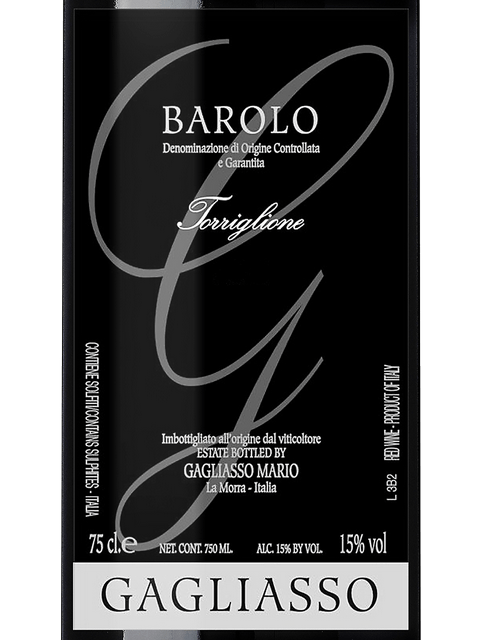 BAROLO
Denominazione di Origine Controllata
e Garantita
Torriglione
CONTIENE SOLFITI/CONTAINS SULPHITES - ITALIA
RED WINE - PRODUCT OF ITALY
L 3B2
Imbottigliato all'origine dal viticoltore
ESTATE BOTTLED BY
GAGLIASSO MARIO
La Morra - Italia
75 cl.e NET. CONT. 750 ML. ALC. 15% BY VOL. 15% vol
GAGLIASSO